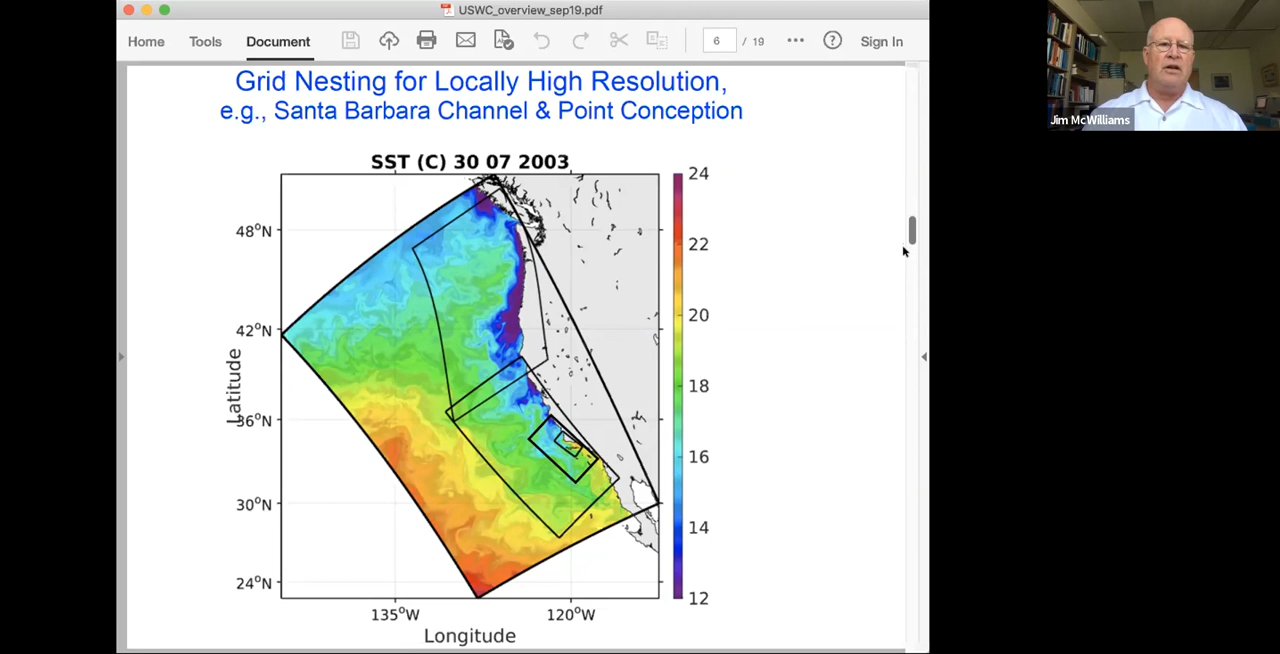 USWC_overview_sep19.pdf
Home Tools Document 6 / 19 Sign In
Grid Nesting for Locally High Resolution,
e.g., Santa Barbara Channel & Point Conception
Jim McWilliams
SST (C) 30 07 2003
24
22
20
18
16
14
12
48°N
42°N
36°N
30°N
24°N
Latitude
135°W 120°W
Longitude